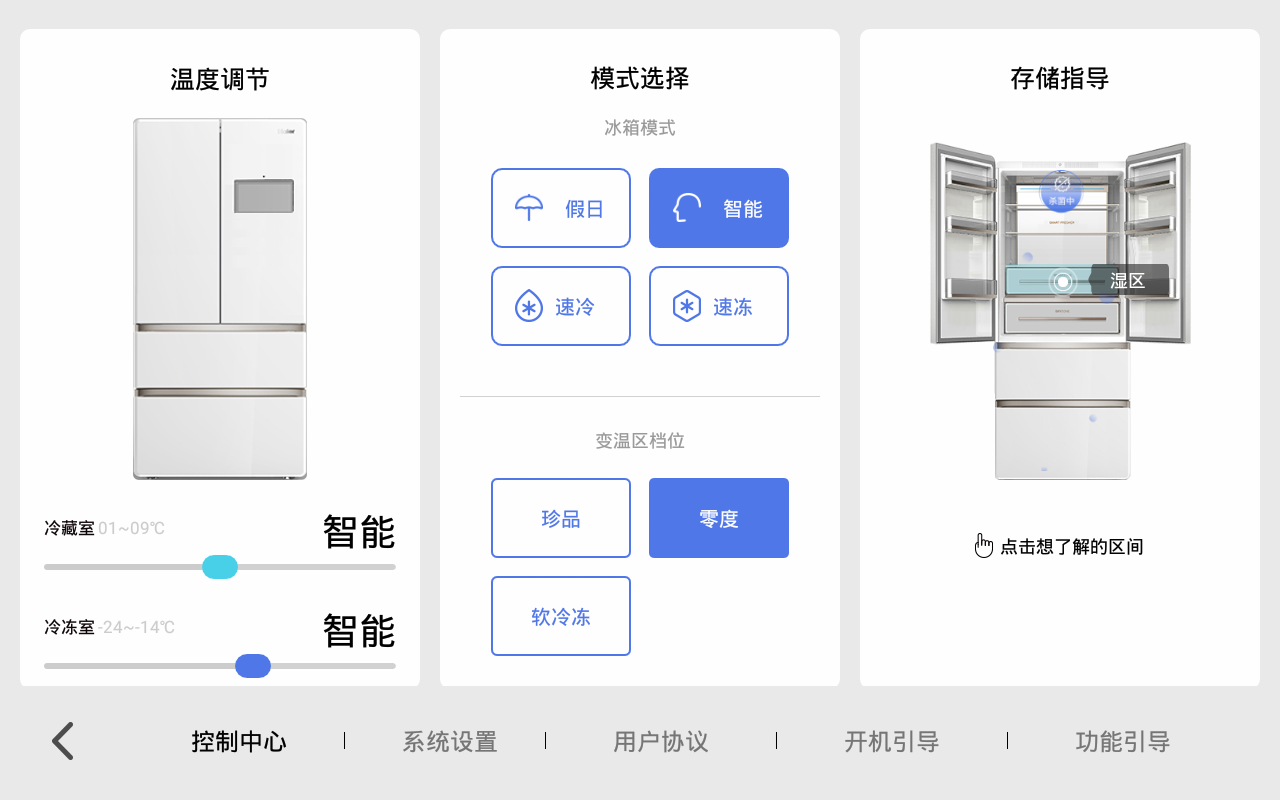 温度调节
冷藏室 01~09℃
智能
冷冻室 -24~-14℃
智能
模式选择
冰箱模式
假日
智能
速冷
速冻
变温区档位
珍品
零度
软冷冻
存储指导
杀菌中
湿区
点击想了解的区间
控制中心
系统设置
用户协议
开机引导
功能引导